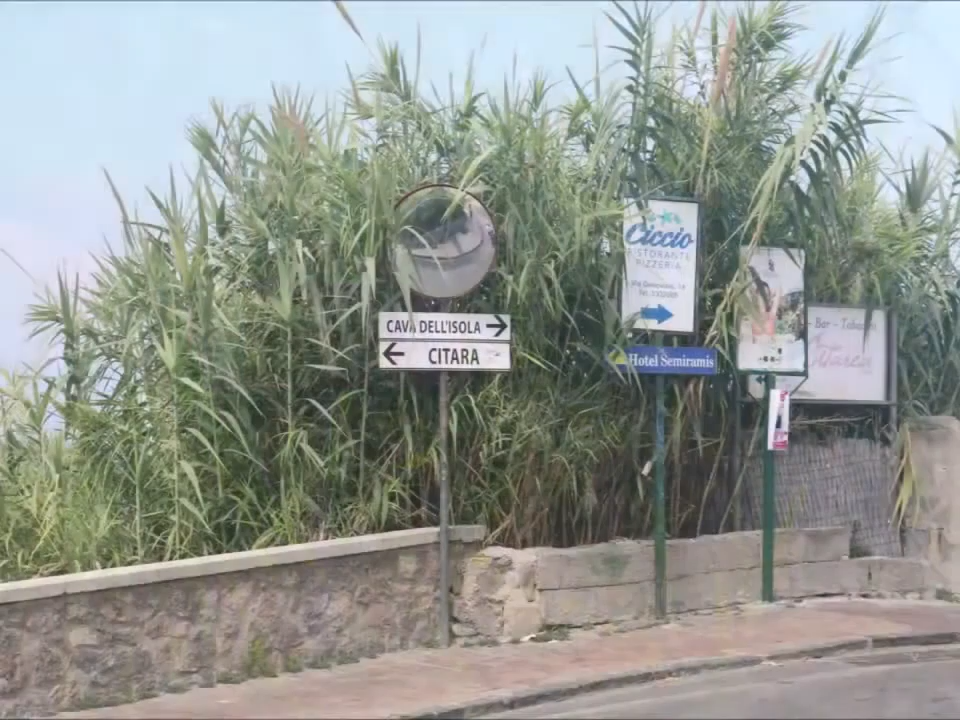 CAVA DELL'ISOLA
CITARA
Ciccio
RISTORANTE
PIZZERIA
Hotel Semiramis
- Bar - Tabacchi